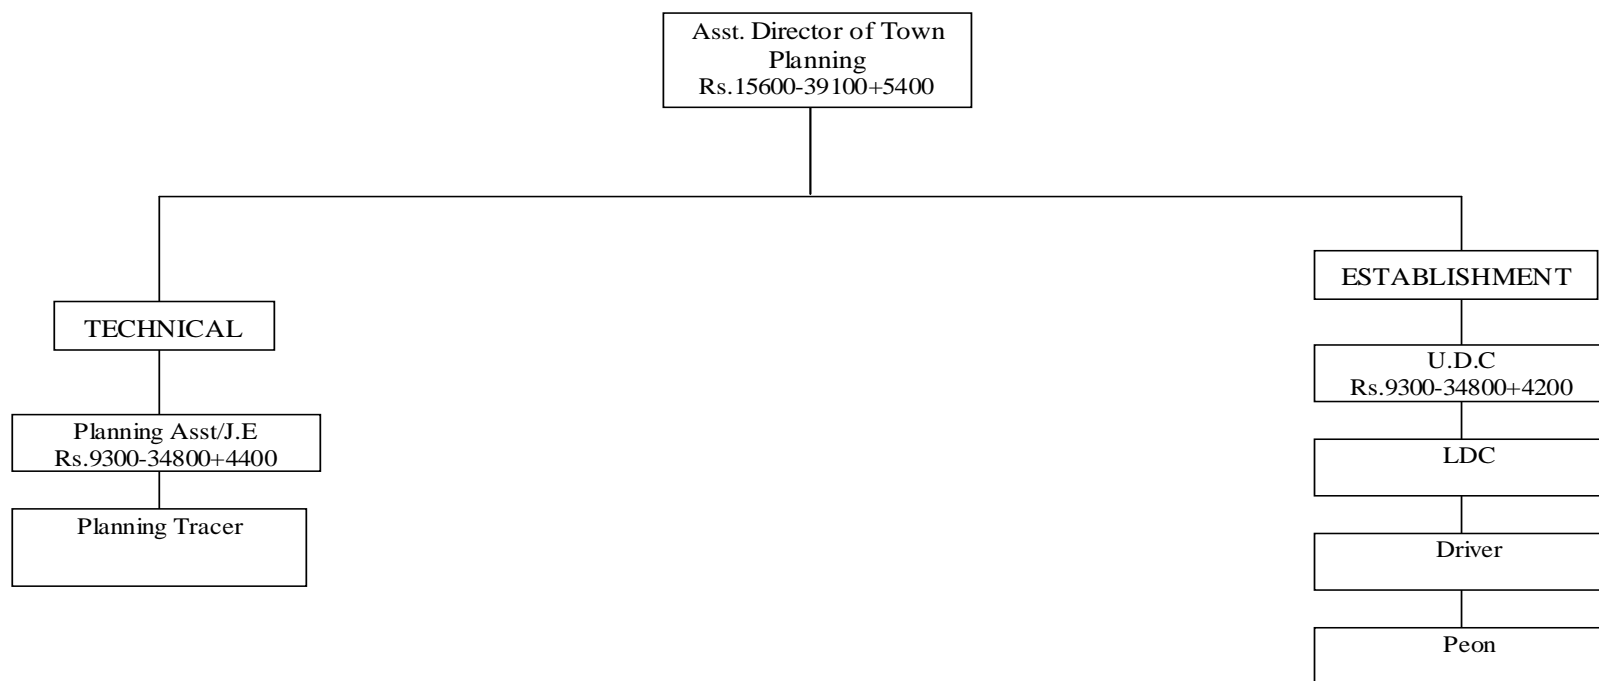 Asst. Director of Town
Planning
Rs.15600-39100+5400
TECHNICAL
Planning Asst/J.E
Rs.9300-34800+4400
Planning Tracer
ESTABLISHMENT
U.D.C
Rs.9300-34800+4200
LDC
Driver
Peon